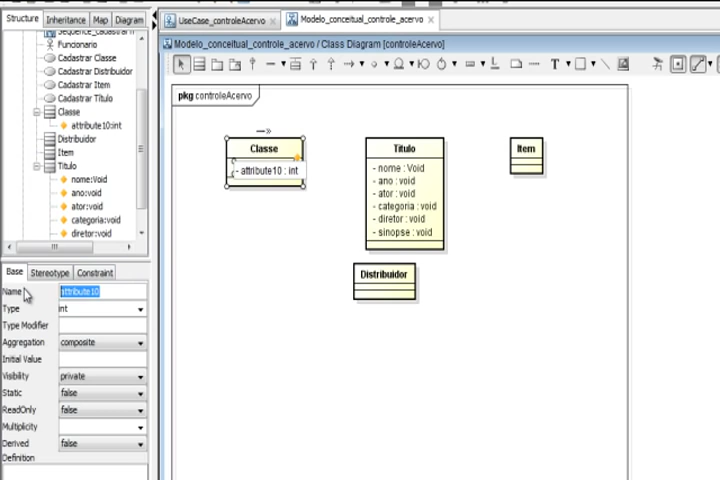 Structure Inheritance Map Diagram
Sequence_cadastrarI
Funcionario
Cadastrar Classe
Cadastrar Distribuidor
Cadastrar Item
Cadastrar Titulo
Classe
attribute10:int
Distribuidor
Item
Titulo
nome:Void
ano:void
ator:void
categoria:void
diretor:void
Base Stereotype Constraint
Name attribute10
Type int
Type Modifier
Aggregation composite
Initial Value
Visibility private
Static false
ReadOnly false
Multiplicity
Derived false
Definition
UseCase_controleAcervo
Modelo_conceitual_controle_acervo
Modelo_conceitual_controle_acervo / Class Diagram [controleAcervo]
T
pkg controleAcervo
Classe
- attribute10 : int
Titulo
- nome : Void
- ano : void
- ator : void
- categoria : void
- diretor : void
- sinopse : void
Item
Distribuidor